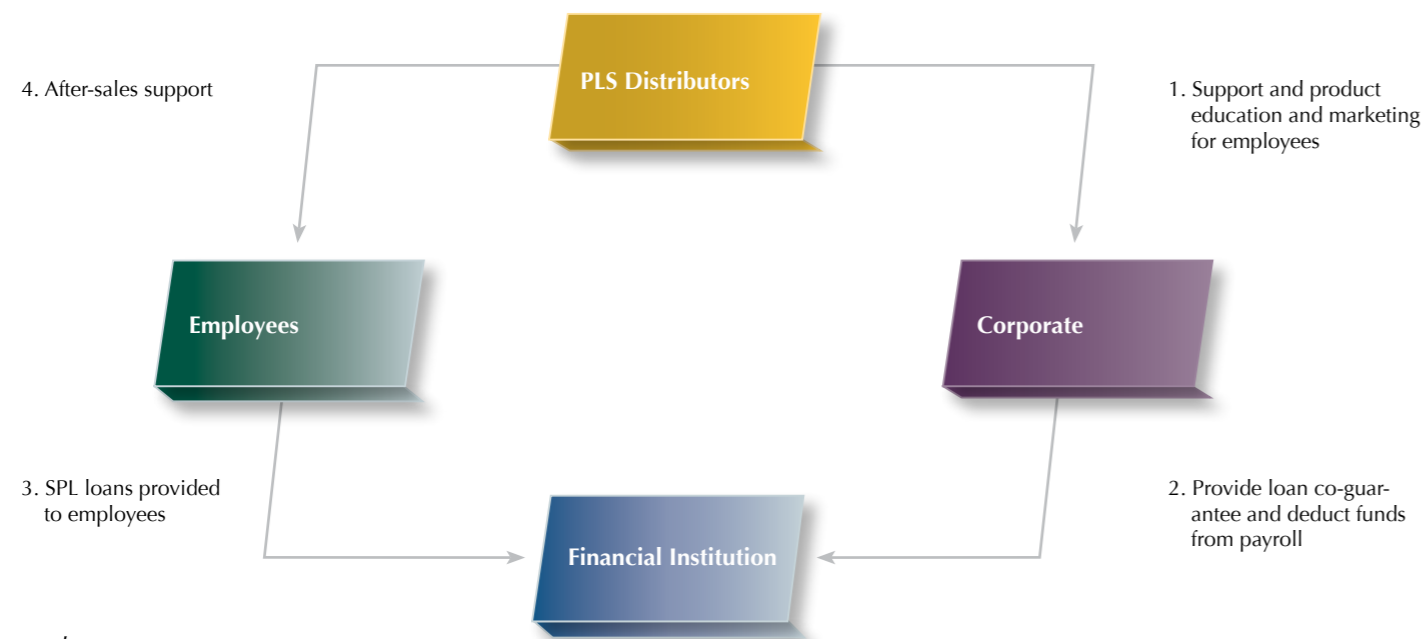 PLS Distributors
4. After-sales support
1. Support and product
education and marketing
for employees
Employees
Corporate
3. SPL loans provided
to employees
2. Provide loan co-guar-
antee and deduct funds
from payroll
Financial Institution